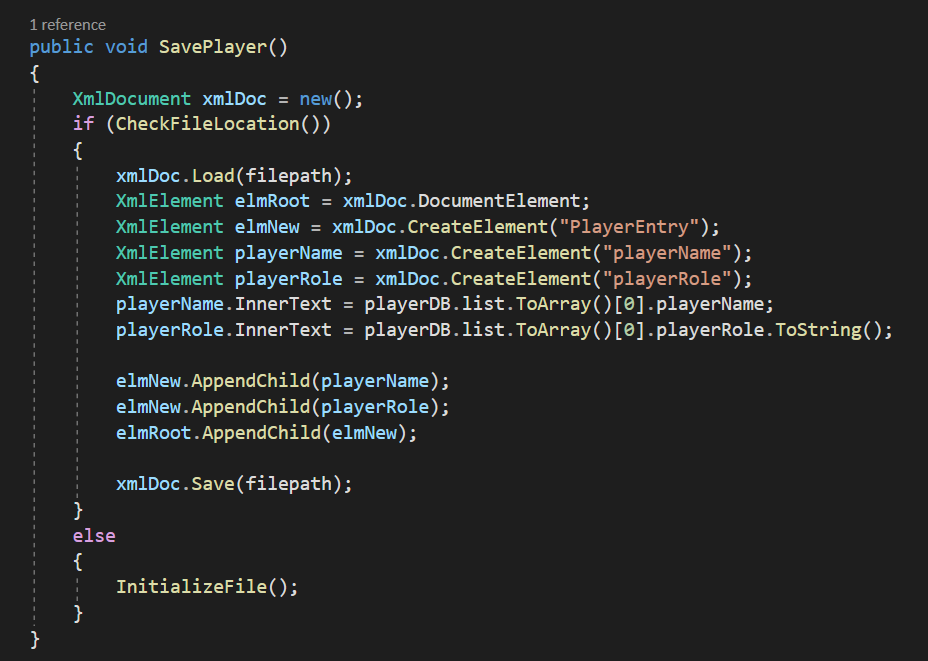 1 reference
public void SavePlayer()
{
XmlDocument xmlDoc = new();
if (CheckFileLocation())
{
xmlDoc.Load(filepath);
XmlElement elmRoot = xmlDoc.DocumentElement;
XmlElement elmNew = xmlDoc.CreateElement("PlayerEntry");
XmlElement playerName = xmlDoc.CreateElement("playerName");
XmlElement playerRole = xmlDoc.CreateElement("playerRole");
playerName.InnerText = playerDB.list.ToArray()[0].playerName;
playerRole.InnerText = playerDB.list.ToArray()[0].playerRole.ToString();
elmNew.AppendChild(playerName);
elmNew.AppendChild(playerRole);
elmRoot.AppendChild(elmNew);
xmlDoc.Save(filepath);
}
else
{
InitializeFile();
}
}